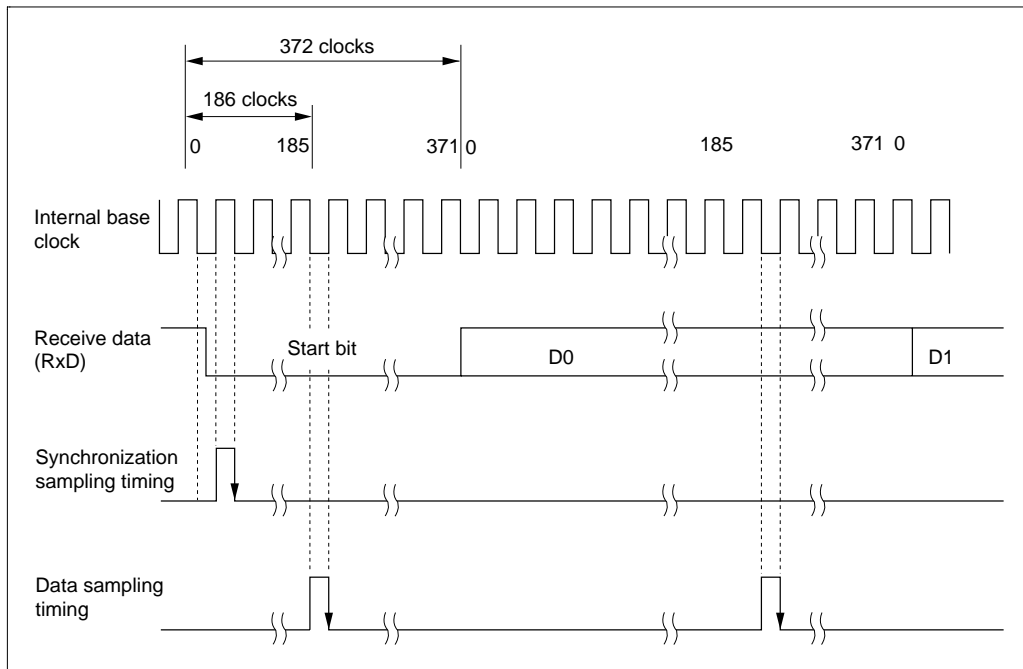 372 clocks
186 clocks
0 185 371 0 185 371 0
Internal base
clock
Receive data
(RxD)
Start bit
D0
D1
Synchronization
sampling timing
Data sampling
timing